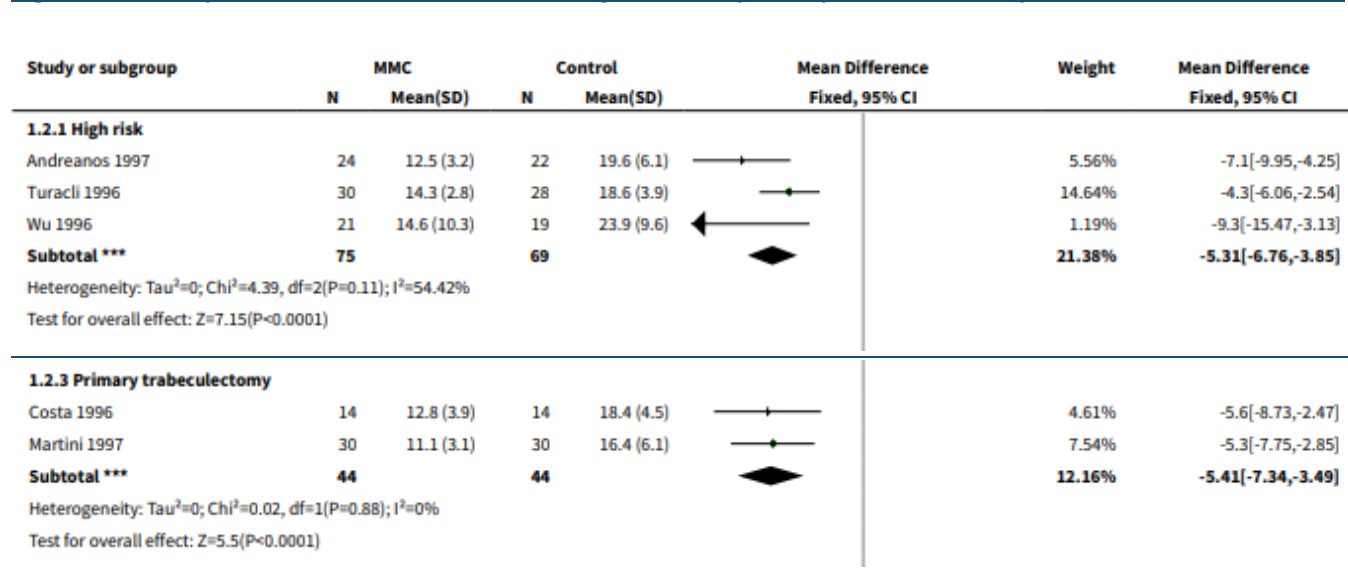 Study or subgroup MMC Control Mean Difference Weight Mean Difference
N Mean(SD) N Mean(SD) Fixed, 95% CI Fixed, 95% CI
1.2.1 High risk
Andreanos 1997 24 12.5 (3.2) 22 19.6 (6.1) 5.56% -7.1[-9.95,-4.25]
Turacli 1996 30 14.3 (2.8) 28 18.6 (3.9) 14.64% -4.3[-6.06,-2.54]
Wu 1996 21 14.6 (10.3) 19 23.9 (9.6) 1.19% -9.3[-15.47,-3.13]
Subtotal *** 75 69 21.38% -5.31[-6.76,-3.85]
Heterogeneity: Tau²=0; Chi²=4.39, df=2(P=0.11); I²=54.42%
Test for overall effect: Z=7.15(P<0.0001)
1.2.3 Primary trabeculectomy
Costa 1996 14 12.8 (3.9) 14 18.4 (4.5) 4.61% -5.6[-8.73,-2.47]
Martini 1997 30 11.1 (3.1) 30 16.4 (6.1) 7.54% -5.3[-7.75,-2.85]
Subtotal *** 44 44 12.16% -5.41[-7.34,-3.49]
Heterogeneity: Tau²=0; Chi²=0.02, df=1(P=0.88); I²=0%
Test for overall effect: Z=5.5(P<0.0001)